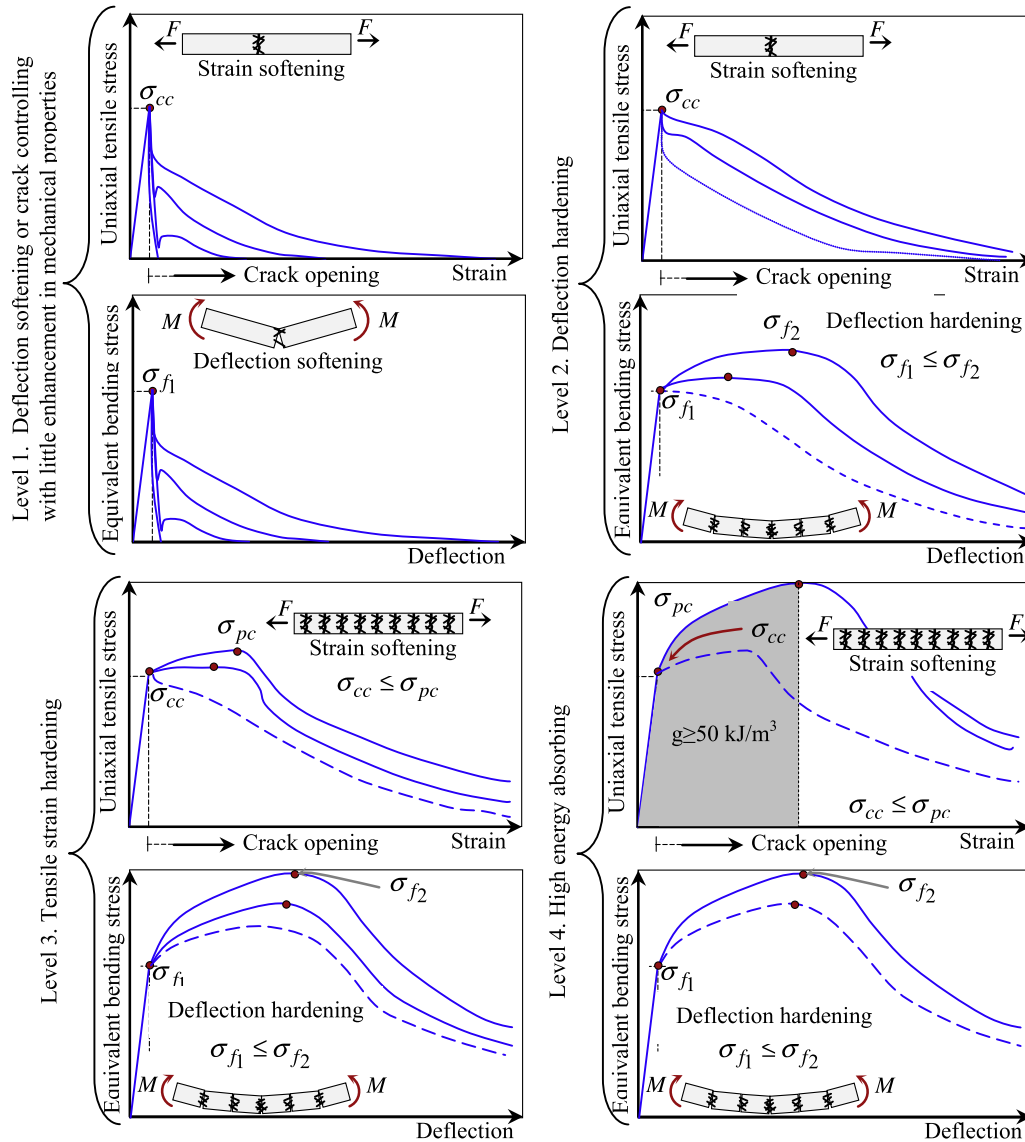 Level 1. Deflection softening or crack controlling
with little enhancement in mechanical properties
Uniaxial tensile stress
F
F
Strain softening
σcc
Crack opening
Strain
Equivalent bending stress
M
M
Deflection softening
σf1
Deflection
Level 2. Deflection hardening
Uniaxial tensile stress
F
F
Strain softening
σcc
Crack opening
Strain
Equivalent bending stress
σf2
Deflection hardening
σf1 ≤ σf2
σf1
M
M
Deflection
Level 3. Tensile strain hardening
Uniaxial tensile stress
F
F
σpc
Strain softening
σcc ≤ σpc
σcc
Crack opening
Strain
Equivalent bending stress
σf2
σf1
Deflection hardening
σf1 ≤ σf2
M
M
Deflection
Level 4. High energy absorbing
Uniaxial tensile stress
σpc
F
F
σcc
Strain softening
g≥50 kJ/m³
σcc ≤ σpc
Crack opening
Strain
Equivalent bending stress
σf2
σf1
Deflection hardening
σf1 ≤ σf2
M
M
Deflection